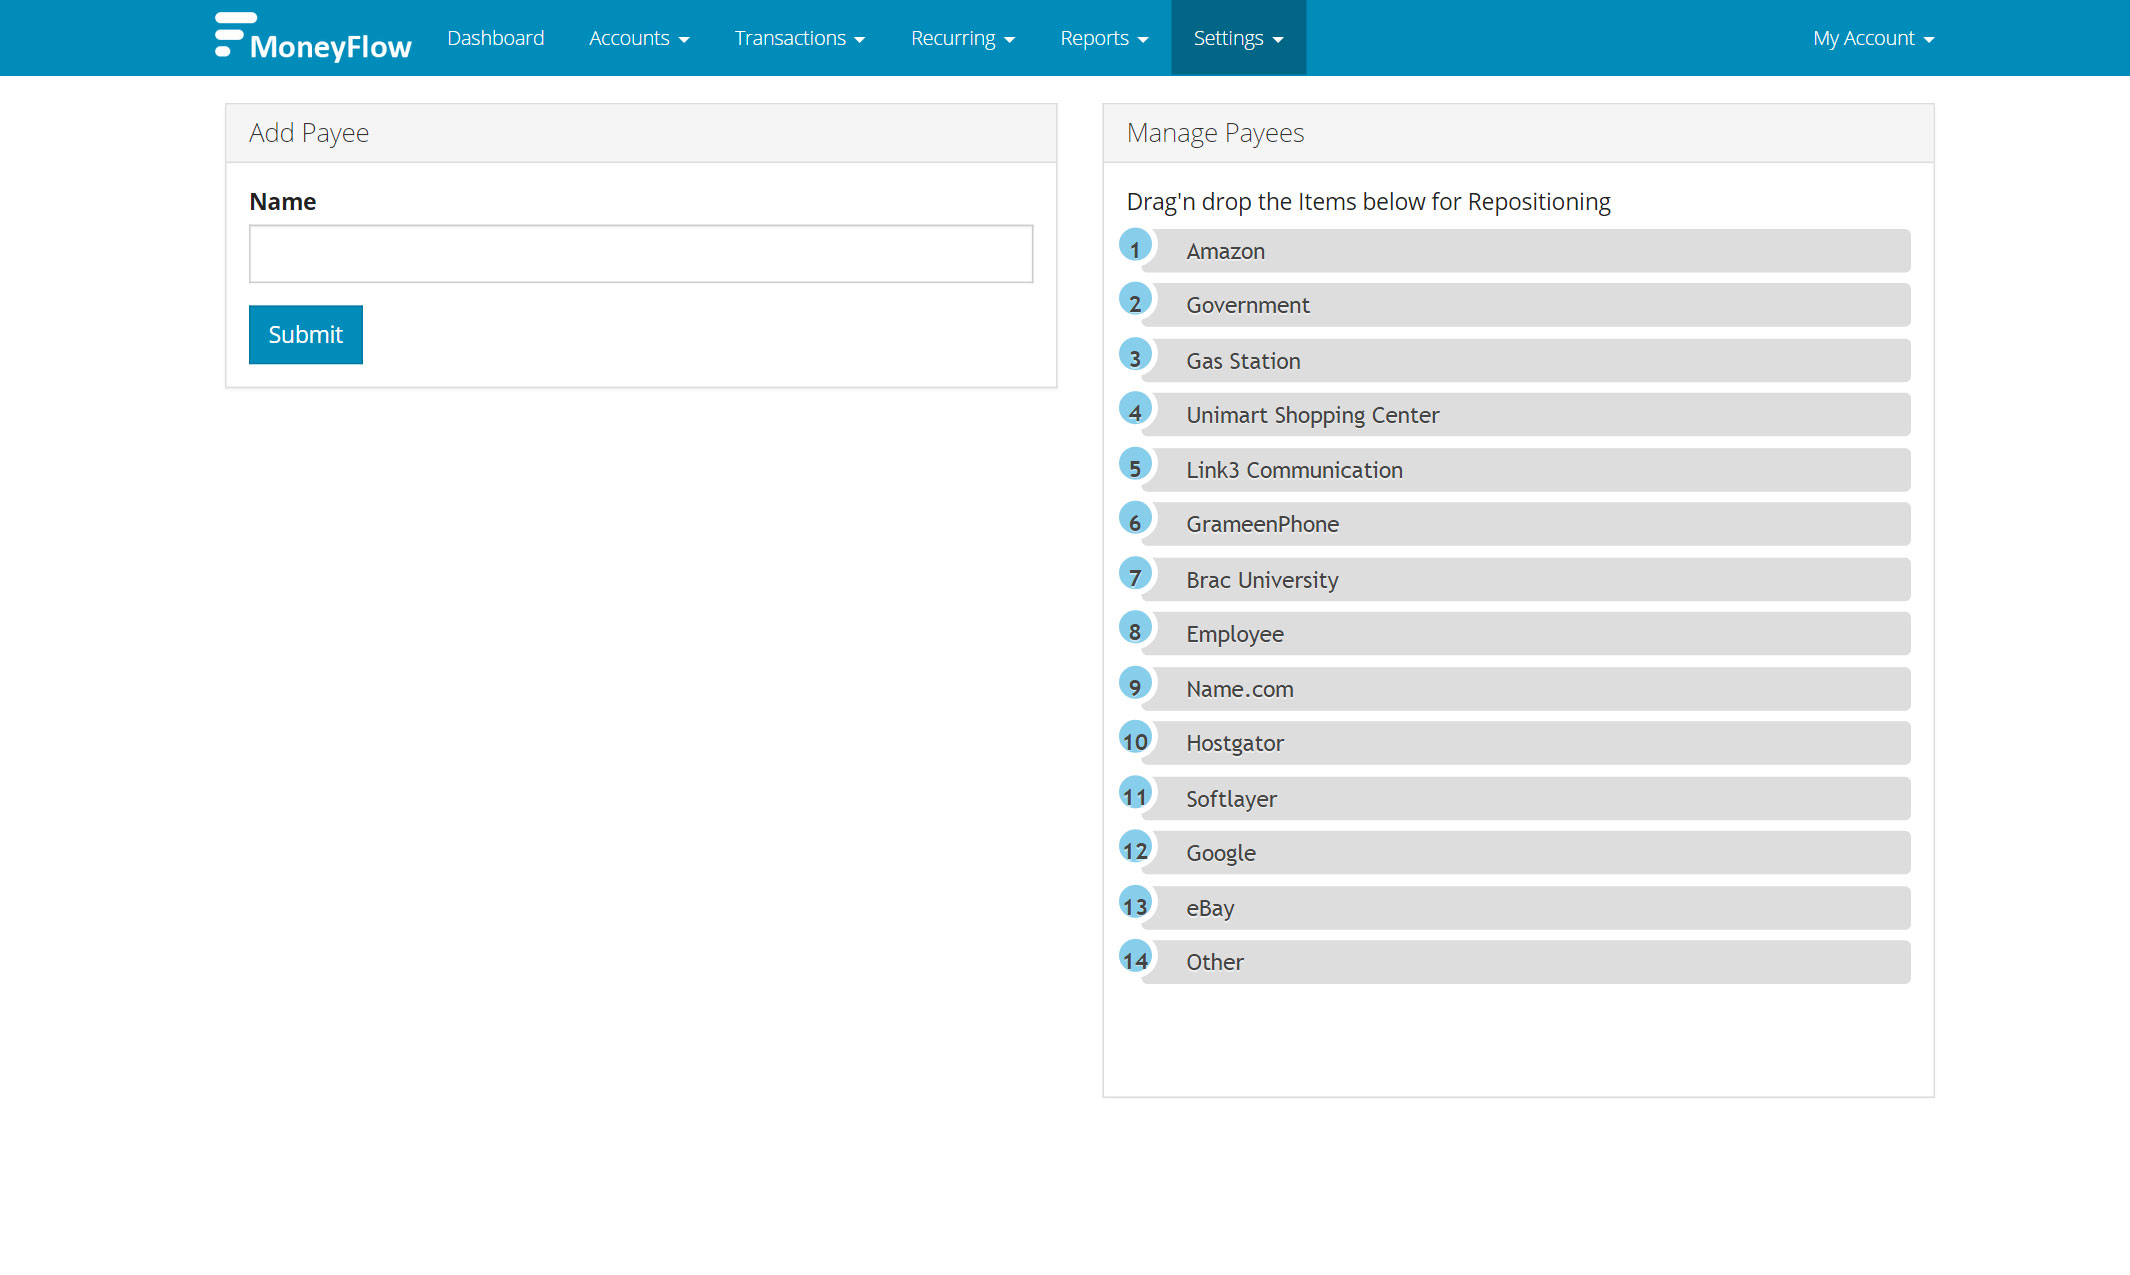 MoneyFlow Dashboard Accounts Transactions Recurring Reports Settings My Account
Add Payee
Name
Submit
Manage Payees
Drag'n drop the Items below for Repositioning
1 Amazon
2 Government
3 Gas Station
4 Unimart Shopping Center
5 Link3 Communication
6 GrameenPhone
7 Brac University
8 Employee
9 Name.com
10 Hostgator
11 Softlayer
12 Google
13 eBay
14 Other